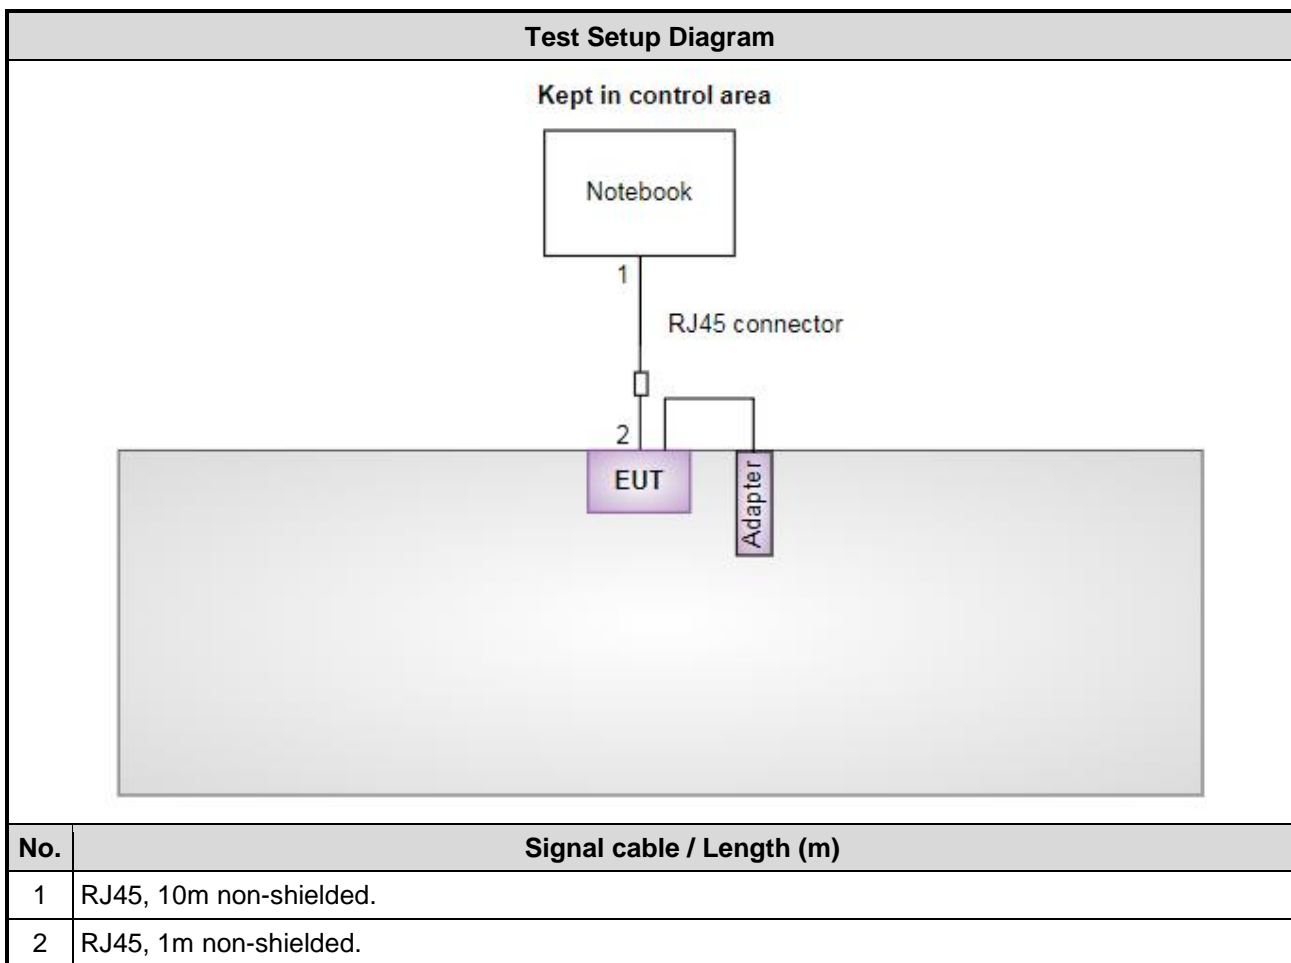 Test Setup Diagram
Kept in control area
Notebook
1
RJ45 connector
2
EUT
Adapter
No. Signal cable / Length (m)
1 RJ45, 10m non-shielded.
2 RJ45, 1m non-shielded.